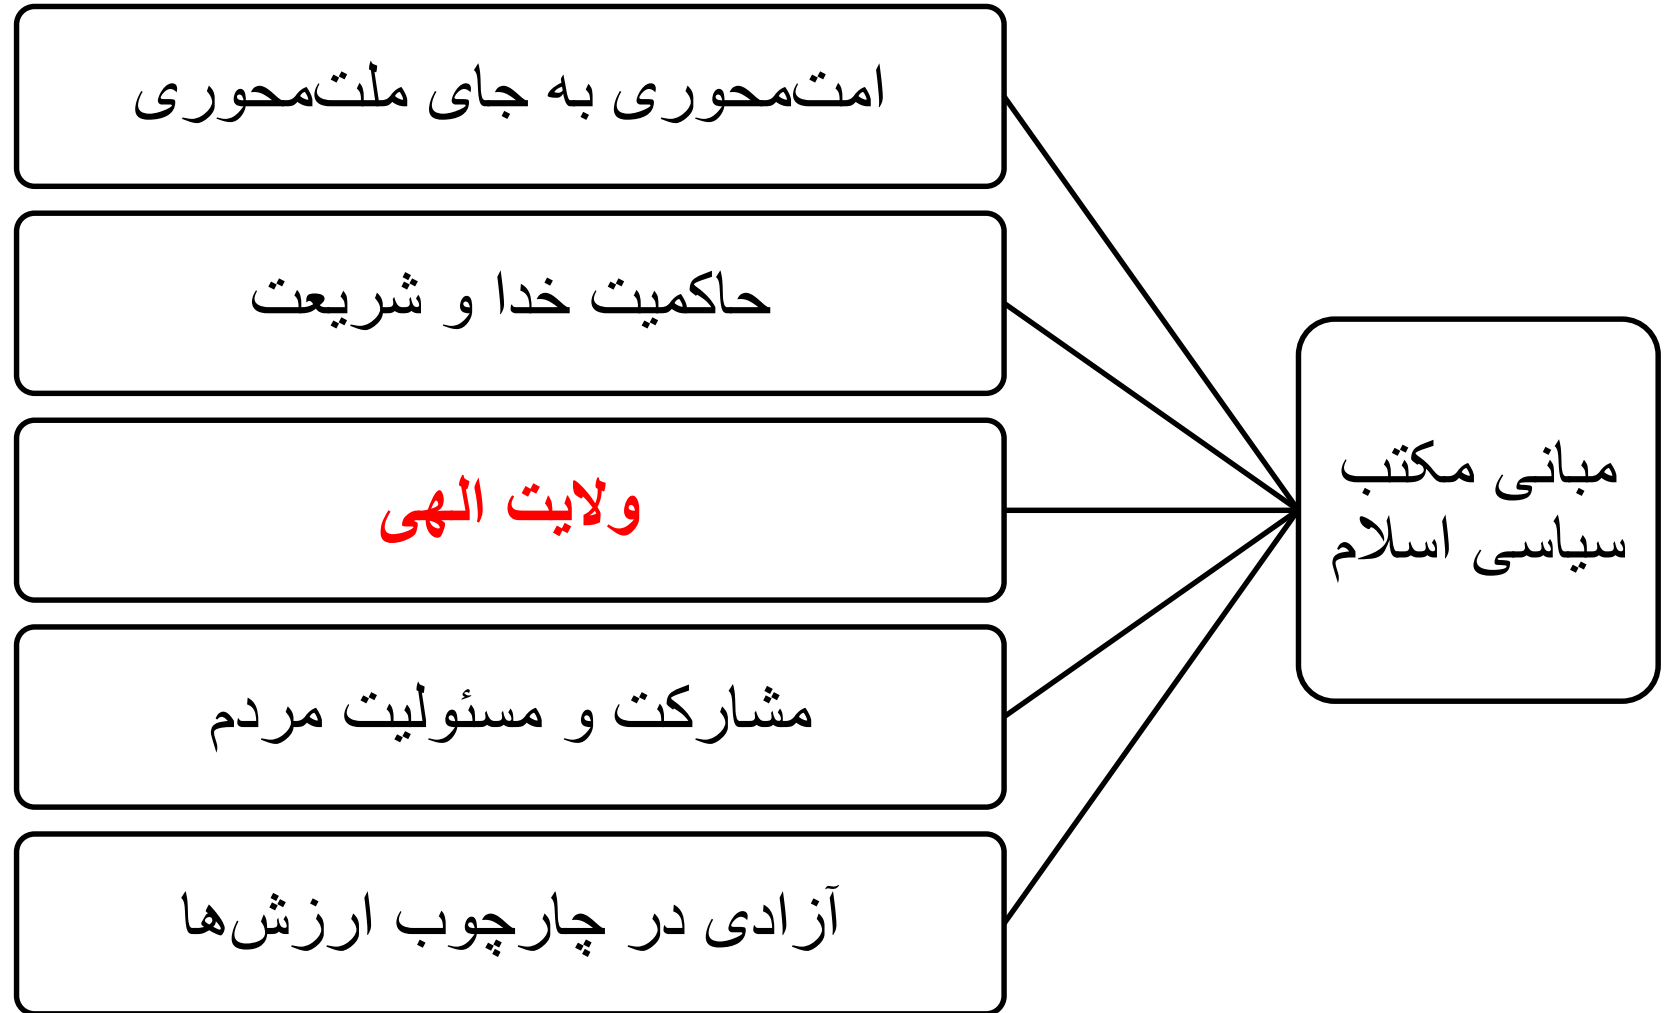 مبانی مکتب
سیاسی اسلام
امت‌محوری به جای ملت‌محوری
حاکمیت خدا و شریعت
ولایت الهی
مشارکت و مسئولیت مردم
آزادی در چارچوب ارزش‌ها